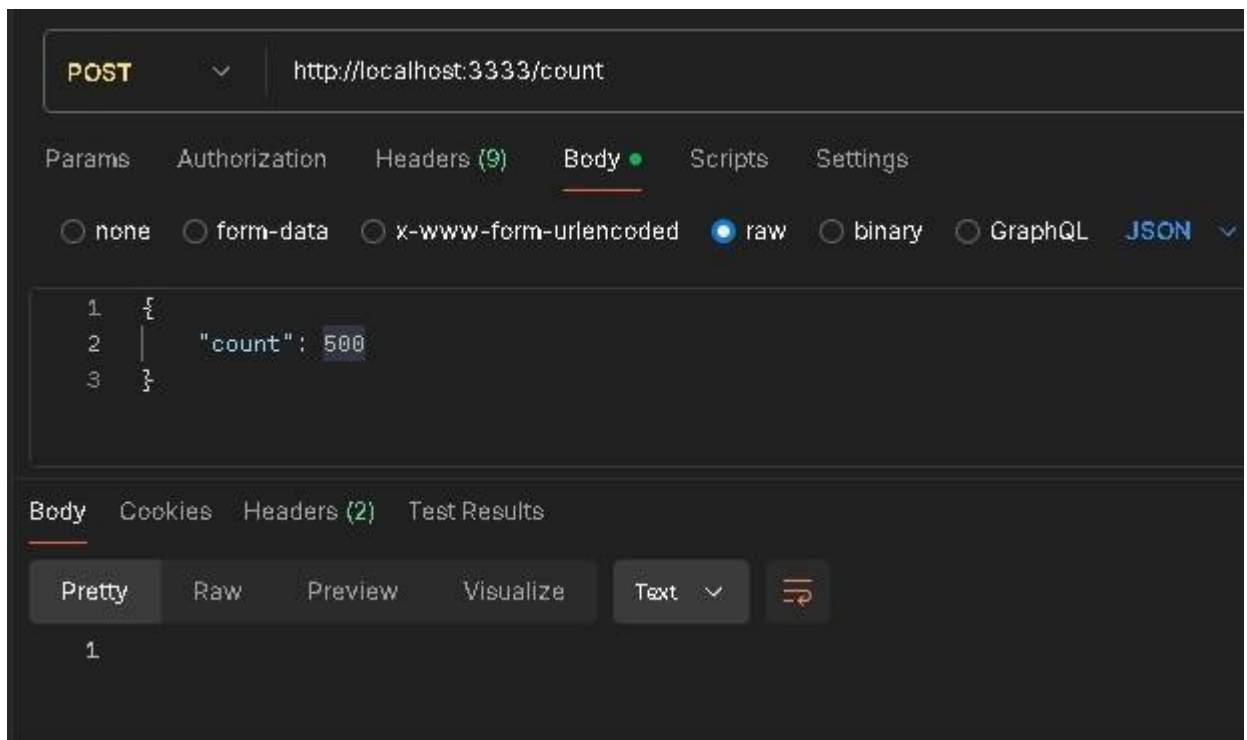 POST http://localhost:3333/count
Params Authorization Headers (9) Body Scripts Settings
none form-data x-www-form-urlencoded raw binary GraphQL JSON
1 {
2 "count": 500
3 }
Body Cookies Headers (2) Test Results
Pretty Raw Preview Visualize Text
1